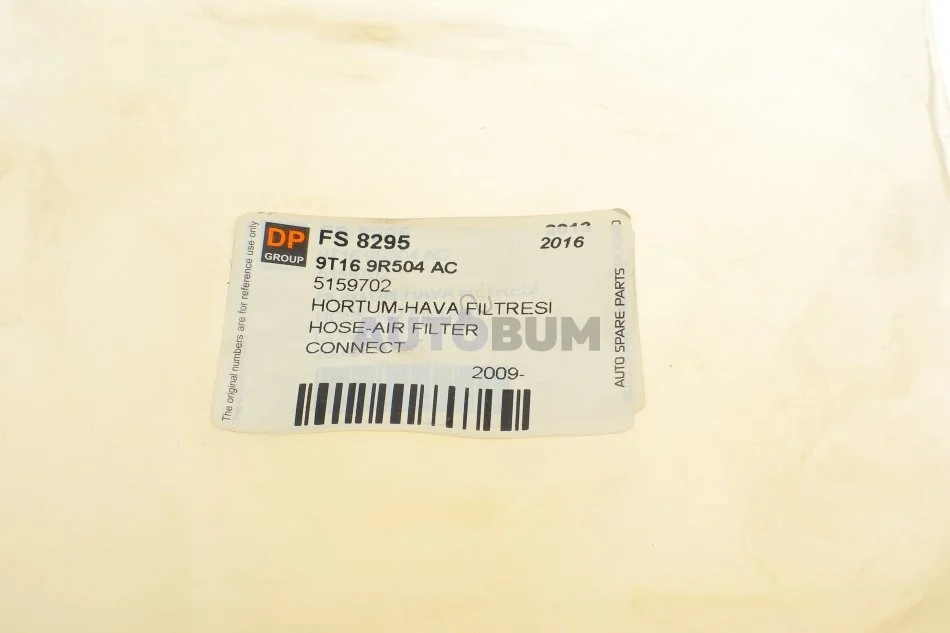 The original numbers are for reference use only
DP
GROUP
FS 8295
2016
9T16 9R504 AC
5159702
HORTUM-HAVA FILTRESI
HOSE-AIR FILTER
CONNECT
2009-
AUTO SPARE PARTS
AUTOBUM